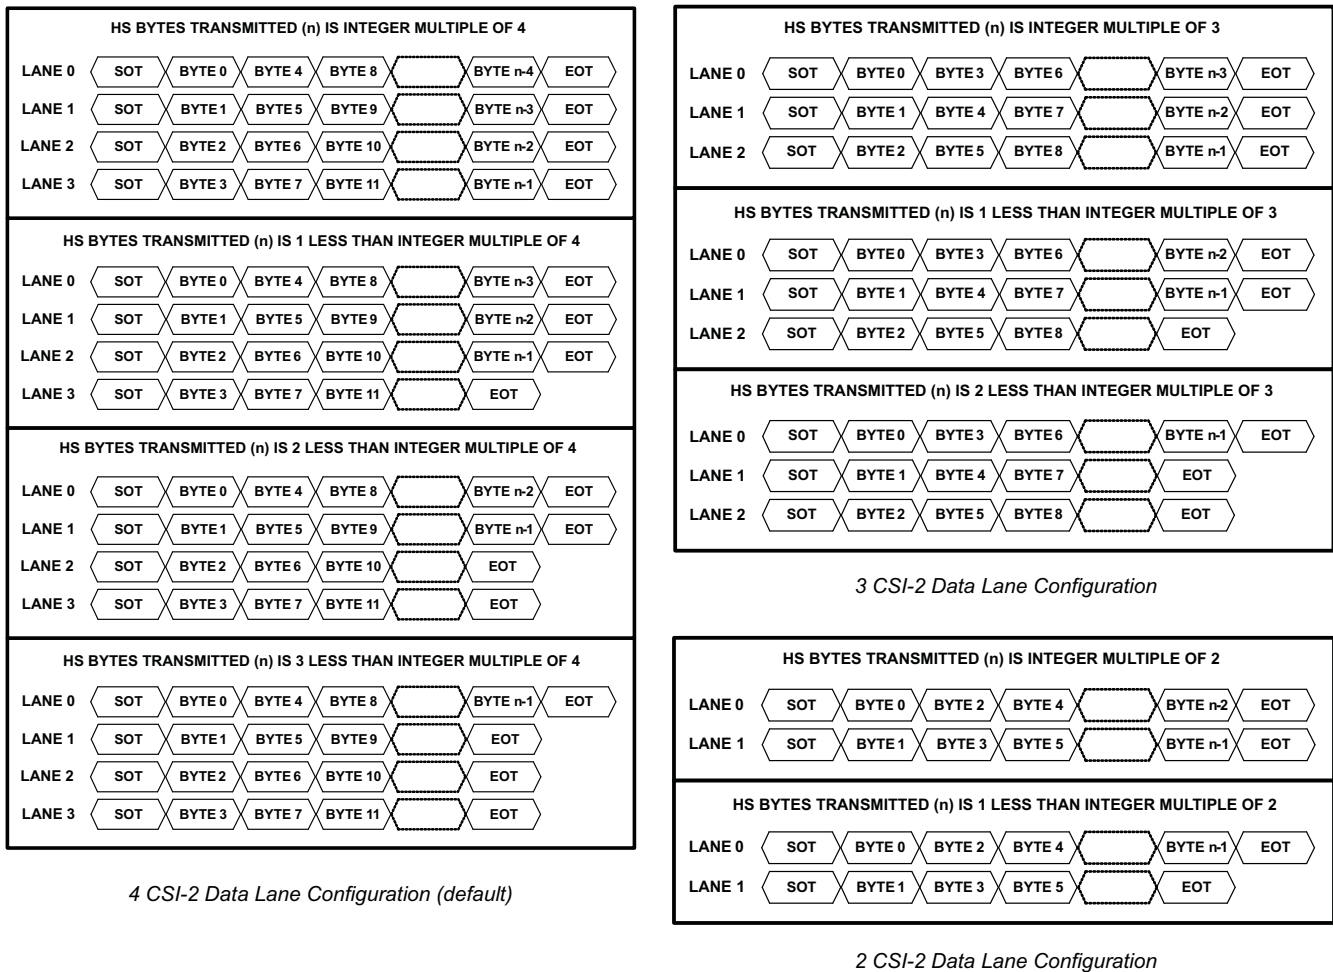 HS BYTES TRANSMITTED (n) IS INTEGER MULTIPLE OF 4
LANE 0 SOT BYTE 0 BYTE 4 BYTE 8 BYTE n-4 EOT
LANE 1 SOT BYTE 1 BYTE 5 BYTE 9 BYTE n-3 EOT
LANE 2 SOT BYTE 2 BYTE 6 BYTE 10 BYTE n-2 EOT
LANE 3 SOT BYTE 3 BYTE 7 BYTE 11 BYTE n-1 EOT
HS BYTES TRANSMITTED (n) IS 1 LESS THAN INTEGER MULTIPLE OF 4
LANE 0 SOT BYTE 0 BYTE 4 BYTE 8 BYTE n-3 EOT
LANE 1 SOT BYTE 1 BYTE 5 BYTE 9 BYTE n-2 EOT
LANE 2 SOT BYTE 2 BYTE 6 BYTE 10 BYTE n-1 EOT
LANE 3 SOT BYTE 3 BYTE 7 BYTE 11 EOT
HS BYTES TRANSMITTED (n) IS 2 LESS THAN INTEGER MULTIPLE OF 4
LANE 0 SOT BYTE 0 BYTE 4 BYTE 8 BYTE n-2 EOT
LANE 1 SOT BYTE 1 BYTE 5 BYTE 9 BYTE n-1 EOT
LANE 2 SOT BYTE 2 BYTE 6 BYTE 10 EOT
LANE 3 SOT BYTE 3 BYTE 7 BYTE 11 EOT
HS BYTES TRANSMITTED (n) IS 3 LESS THAN INTEGER MULTIPLE OF 4
LANE 0 SOT BYTE 0 BYTE 4 BYTE 8 BYTE n-1 EOT
LANE 1 SOT BYTE 1 BYTE 5 BYTE 9 EOT
LANE 2 SOT BYTE 2 BYTE 6 BYTE 10 EOT
LANE 3 SOT BYTE 3 BYTE 7 BYTE 11 EOT
4 CSI-2 Data Lane Configuration (default)
HS BYTES TRANSMITTED (n) IS INTEGER MULTIPLE OF 3
LANE 0 SOT BYTE 0 BYTE 3 BYTE 6 BYTE n-3 EOT
LANE 1 SOT BYTE 1 BYTE 4 BYTE 7 BYTE n-2 EOT
LANE 2 SOT BYTE 2 BYTE 5 BYTE 8 BYTE n-1 EOT
HS BYTES TRANSMITTED (n) IS 1 LESS THAN INTEGER MULTIPLE OF 3
LANE 0 SOT BYTE 0 BYTE 3 BYTE 6 BYTE n-2 EOT
LANE 1 SOT BYTE 1 BYTE 4 BYTE 7 BYTE n-1 EOT
LANE 2 SOT BYTE 2 BYTE 5 BYTE 8 EOT
HS BYTES TRANSMITTED (n) IS 2 LESS THAN INTEGER MULTIPLE OF 3
LANE 0 SOT BYTE 0 BYTE 3 BYTE 6 BYTE n-1 EOT
LANE 1 SOT BYTE 1 BYTE 4 BYTE 7 EOT
LANE 2 SOT BYTE 2 BYTE 5 BYTE 8 EOT
3 CSI-2 Data Lane Configuration
HS BYTES TRANSMITTED (n) IS INTEGER MULTIPLE OF 2
LANE 0 SOT BYTE 0 BYTE 2 BYTE 4 BYTE n-2 EOT
LANE 1 SOT BYTE 1 BYTE 3 BYTE 5 BYTE n-1 EOT
HS BYTES TRANSMITTED (n) IS 1 LESS THAN INTEGER MULTIPLE OF 2
LANE 0 SOT BYTE 0 BYTE 2 BYTE 4 BYTE n-1 EOT
LANE 1 SOT BYTE 1 BYTE 3 BYTE 5 EOT
2 CSI-2 Data Lane Configuration